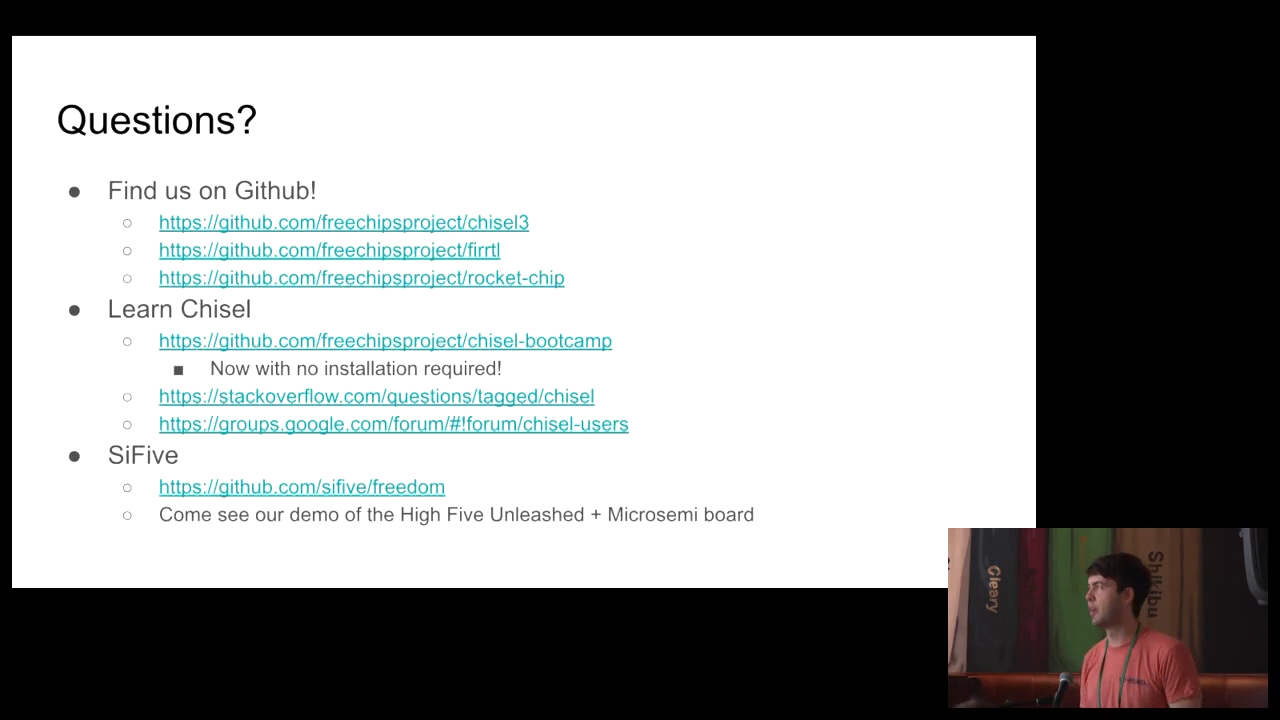 Questions?
● Find us on Github!
○ https://github.com/freechipsproject/chisel3
○ https://github.com/freechipsproject/firrtl
○ https://github.com/freechipsproject/rocket-chip
● Learn Chisel
○ https://github.com/freechipsproject/chisel-bootcamp
■ Now with no installation required!
○ https://stackoverflow.com/questions/tagged/chisel
○ https://groups.google.com/forum/#!forum/chisel-users
● SiFive
○ https://github.com/sifive/freedom
○ Come see our demo of the High Five Unleashed + Microsemi board
Cleary
Shikibu